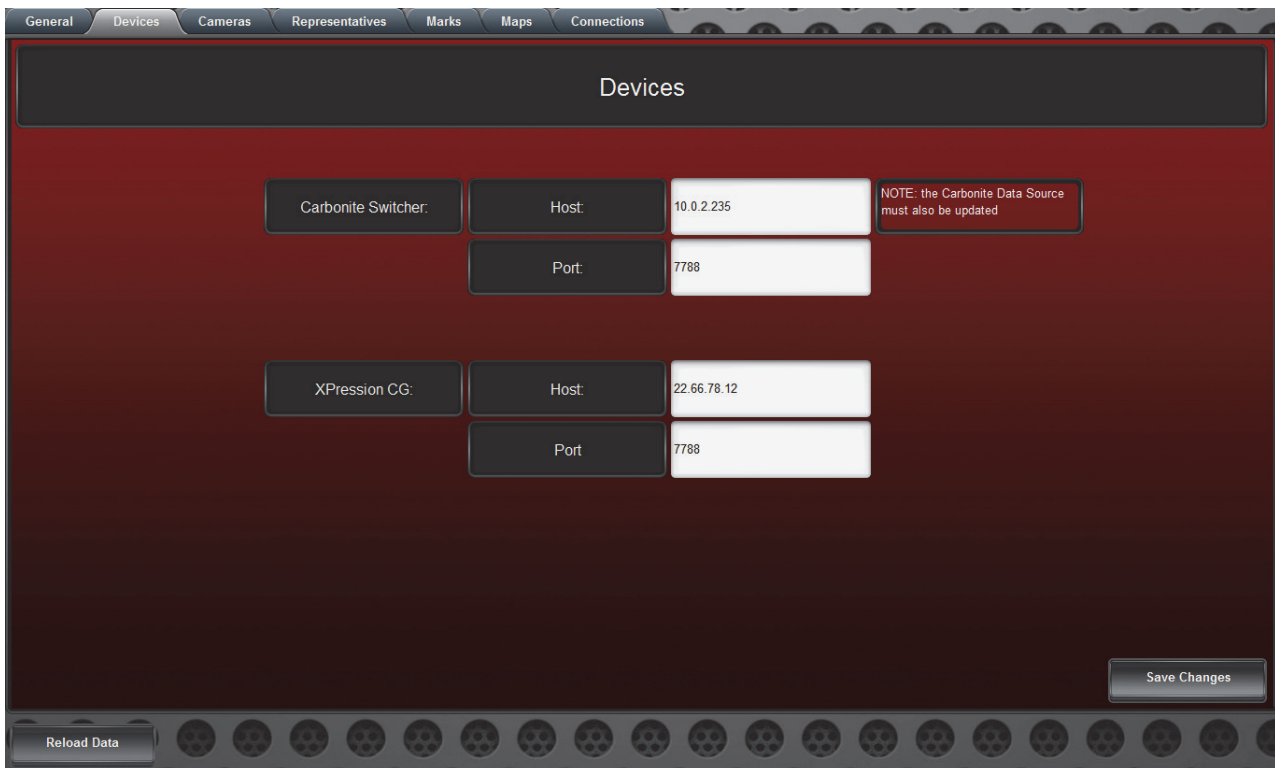 General Devices Cameras Representatives Marks Maps Connections
Devices
Carbonite Switcher: Host: 10.0.2.235 NOTE: the Carbonite Data Source
must also be updated
Port: 7788
XPression CG: Host: 22.66.78.12
Port 7788
Save Changes
Reload Data